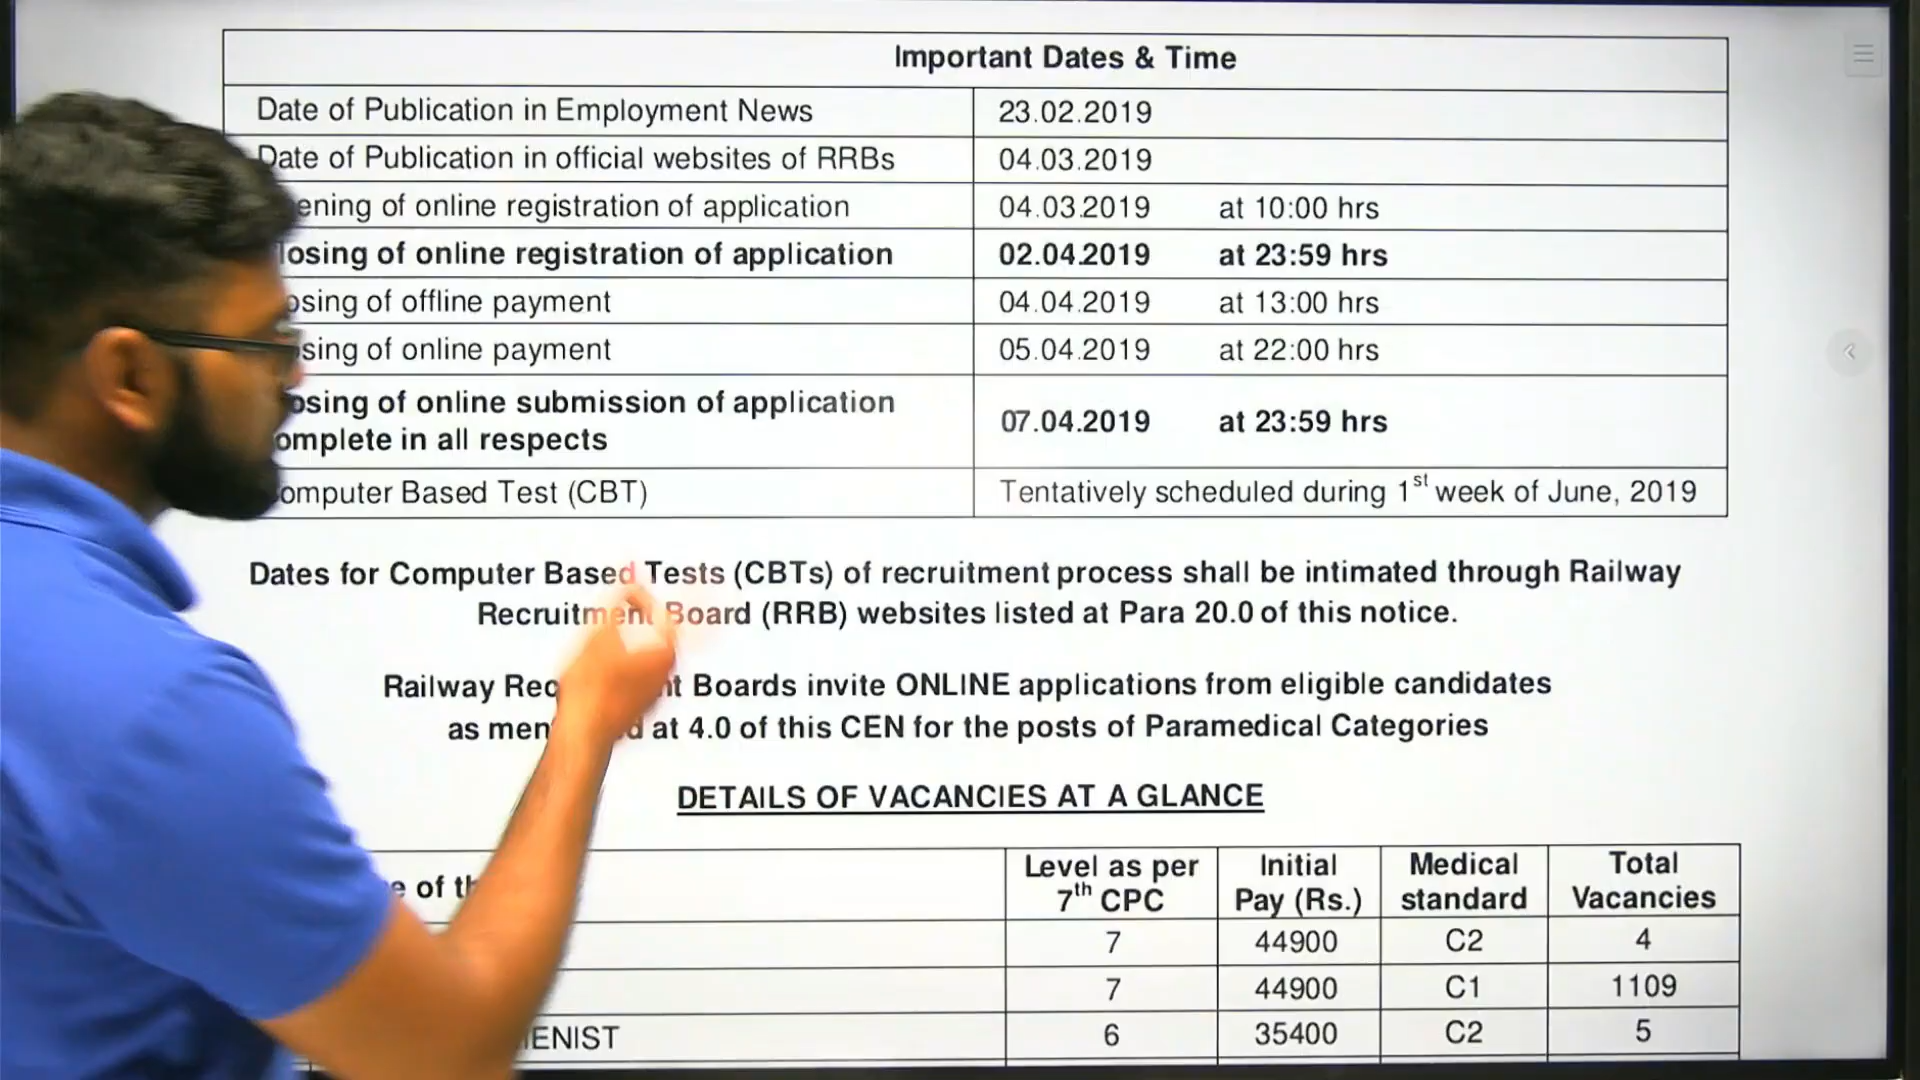 Important Dates & Time
Date of Publication in Employment News 23.02.2019
Date of Publication in official websites of RRBs 04.03.2019
ening of online registration of application 04.03.2019 at 10:00 hrs
losing of online registration of application 02.04.2019 at 23:59 hrs
osing of offline payment 04.04.2019 at 13:00 hrs
sing of online payment 05.04.2019 at 22:00 hrs
osing of online submission of application
omplete in all respects 07.04.2019 at 23:59 hrs
omputer Based Test (CBT) Tentatively scheduled during 1st week of June, 2019
Dates for Computer Based Tests (CBTs) of recruitment process shall be intimated through Railway
Recruitment Board (RRB) websites listed at Para 20.0 of this notice.
Railway Rec t Boards invite ONLINE applications from eligible candidates
as men d at 4.0 of this CEN for the posts of Paramedical Categories
DETAILS OF VACANCIES AT A GLANCE
e of th Level as per 7th CPC Initial Pay (Rs.) Medical standard Total Vacancies
7 44900 C2 4
7 44900 C1 1109
ENIST 6 35400 C2 5